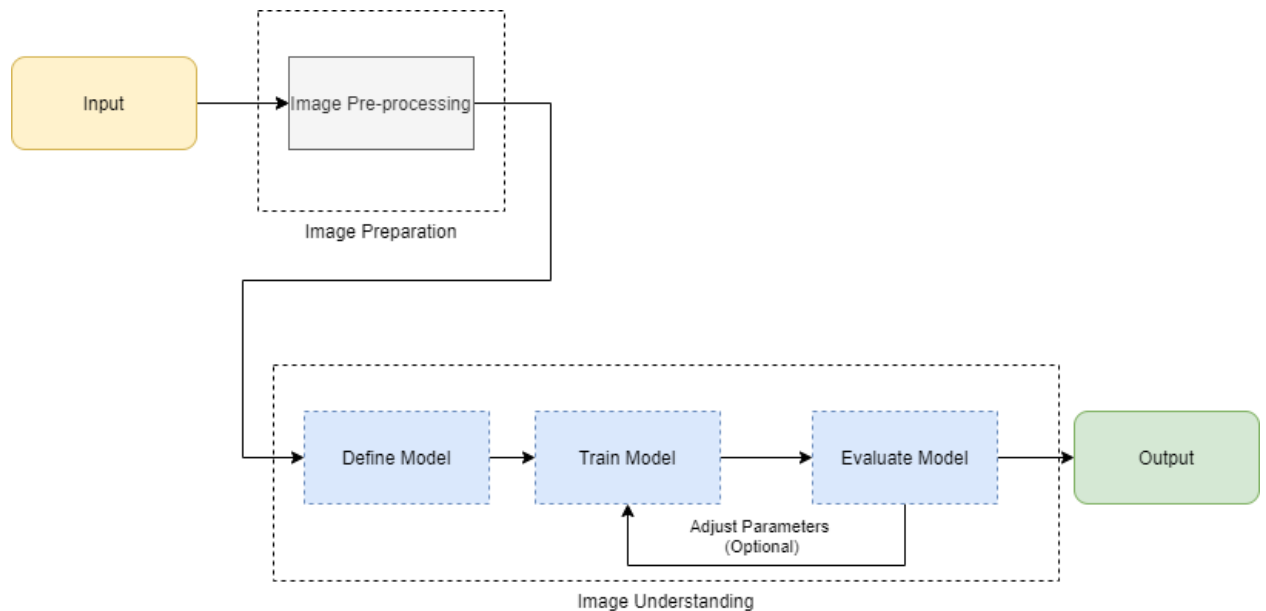 Input
Image Pre-processing
Image Preparation
Define Model
Train Model
Evaluate Model
Output
Adjust Parameters
(Optional)
Image Understanding